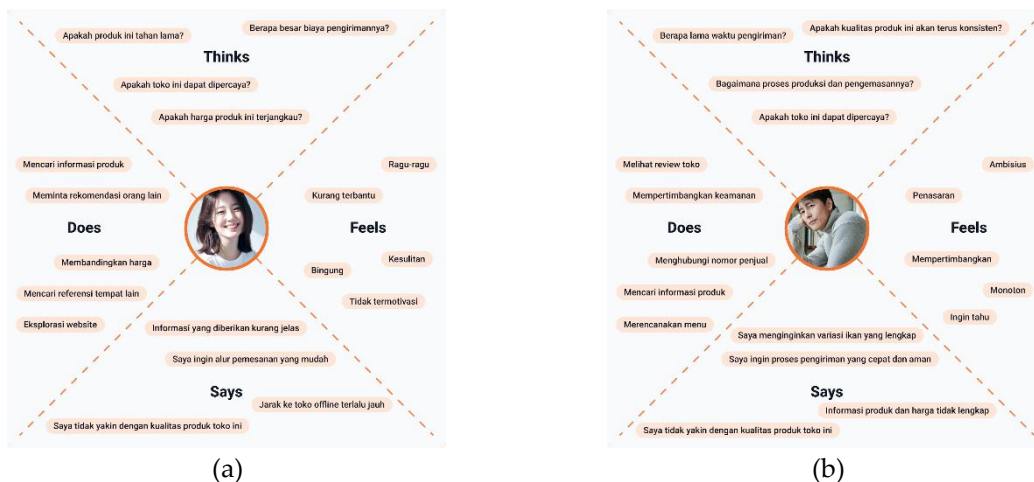 Apakah produk ini tahan lama?
Berapa besar biaya pengirimannya?
Thinks
Apakah toko ini dapat dipercaya?
Apakah harga produk ini terjangkau?
Mencari informasi produk
Meminta rekomendasi orang lain
Does
Membandingkan harga
Mencari referensi tempat lain
Eksplorasi website
Ragu-ragu
Kurang terbantu
Feels
Kesulitan
Bingung
Tidak termotivasi
Informasi yang diberikan kurang jelas
Saya ingin alur pemesanan yang mudah
Says
Jarak ke toko offline terlalu jauh
Saya tidak yakin dengan kualitas produk toko ini
(a)
Apakah kualitas produk ini akan terus konsisten?
Berapa lama waktu pengiriman?
Thinks
Bagaimana proses produksi dan pengemasannya?
Apakah toko ini dapat dipercaya?
Melihat review toko
Mempertimbangkan keamanan
Does
Menghubungi nomor penjual
Mencari informasi produk
Merencanakan menu
Ambisius
Penasaran
Feels
Mempertimbangkan
Monoton
Ingin tahu
Saya menginginkan variasi ikan yang lengkap
Saya ingin proses pengiriman yang cepat dan aman
Says
Informasi produk dan harga tidak lengkap
Saya tidak yakin dengan kualitas produk toko ini
(b)